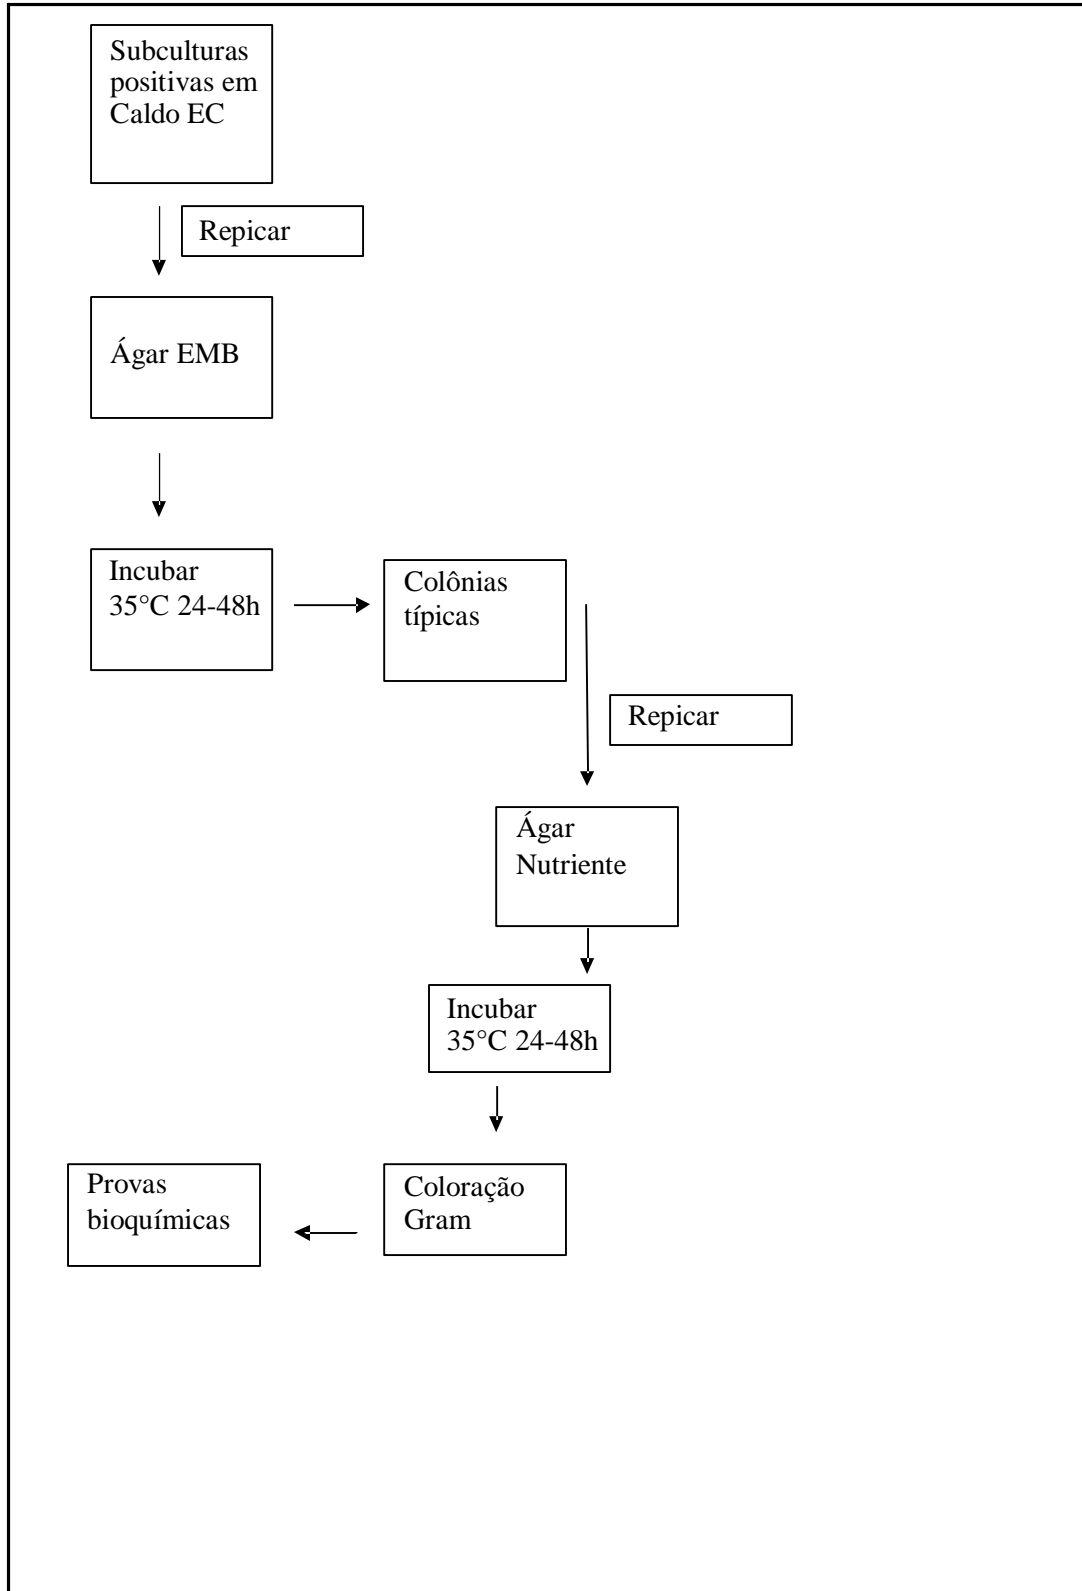 Subculturas
positivas em
Caldo EC
Repicar
Ágar EMB
Incubar
35°C 24-48h
Colônias
típicas
Repicar
Ágar
Nutriente
Incubar
35°C 24-48h
Coloração
Gram
Provas
bioquímicas